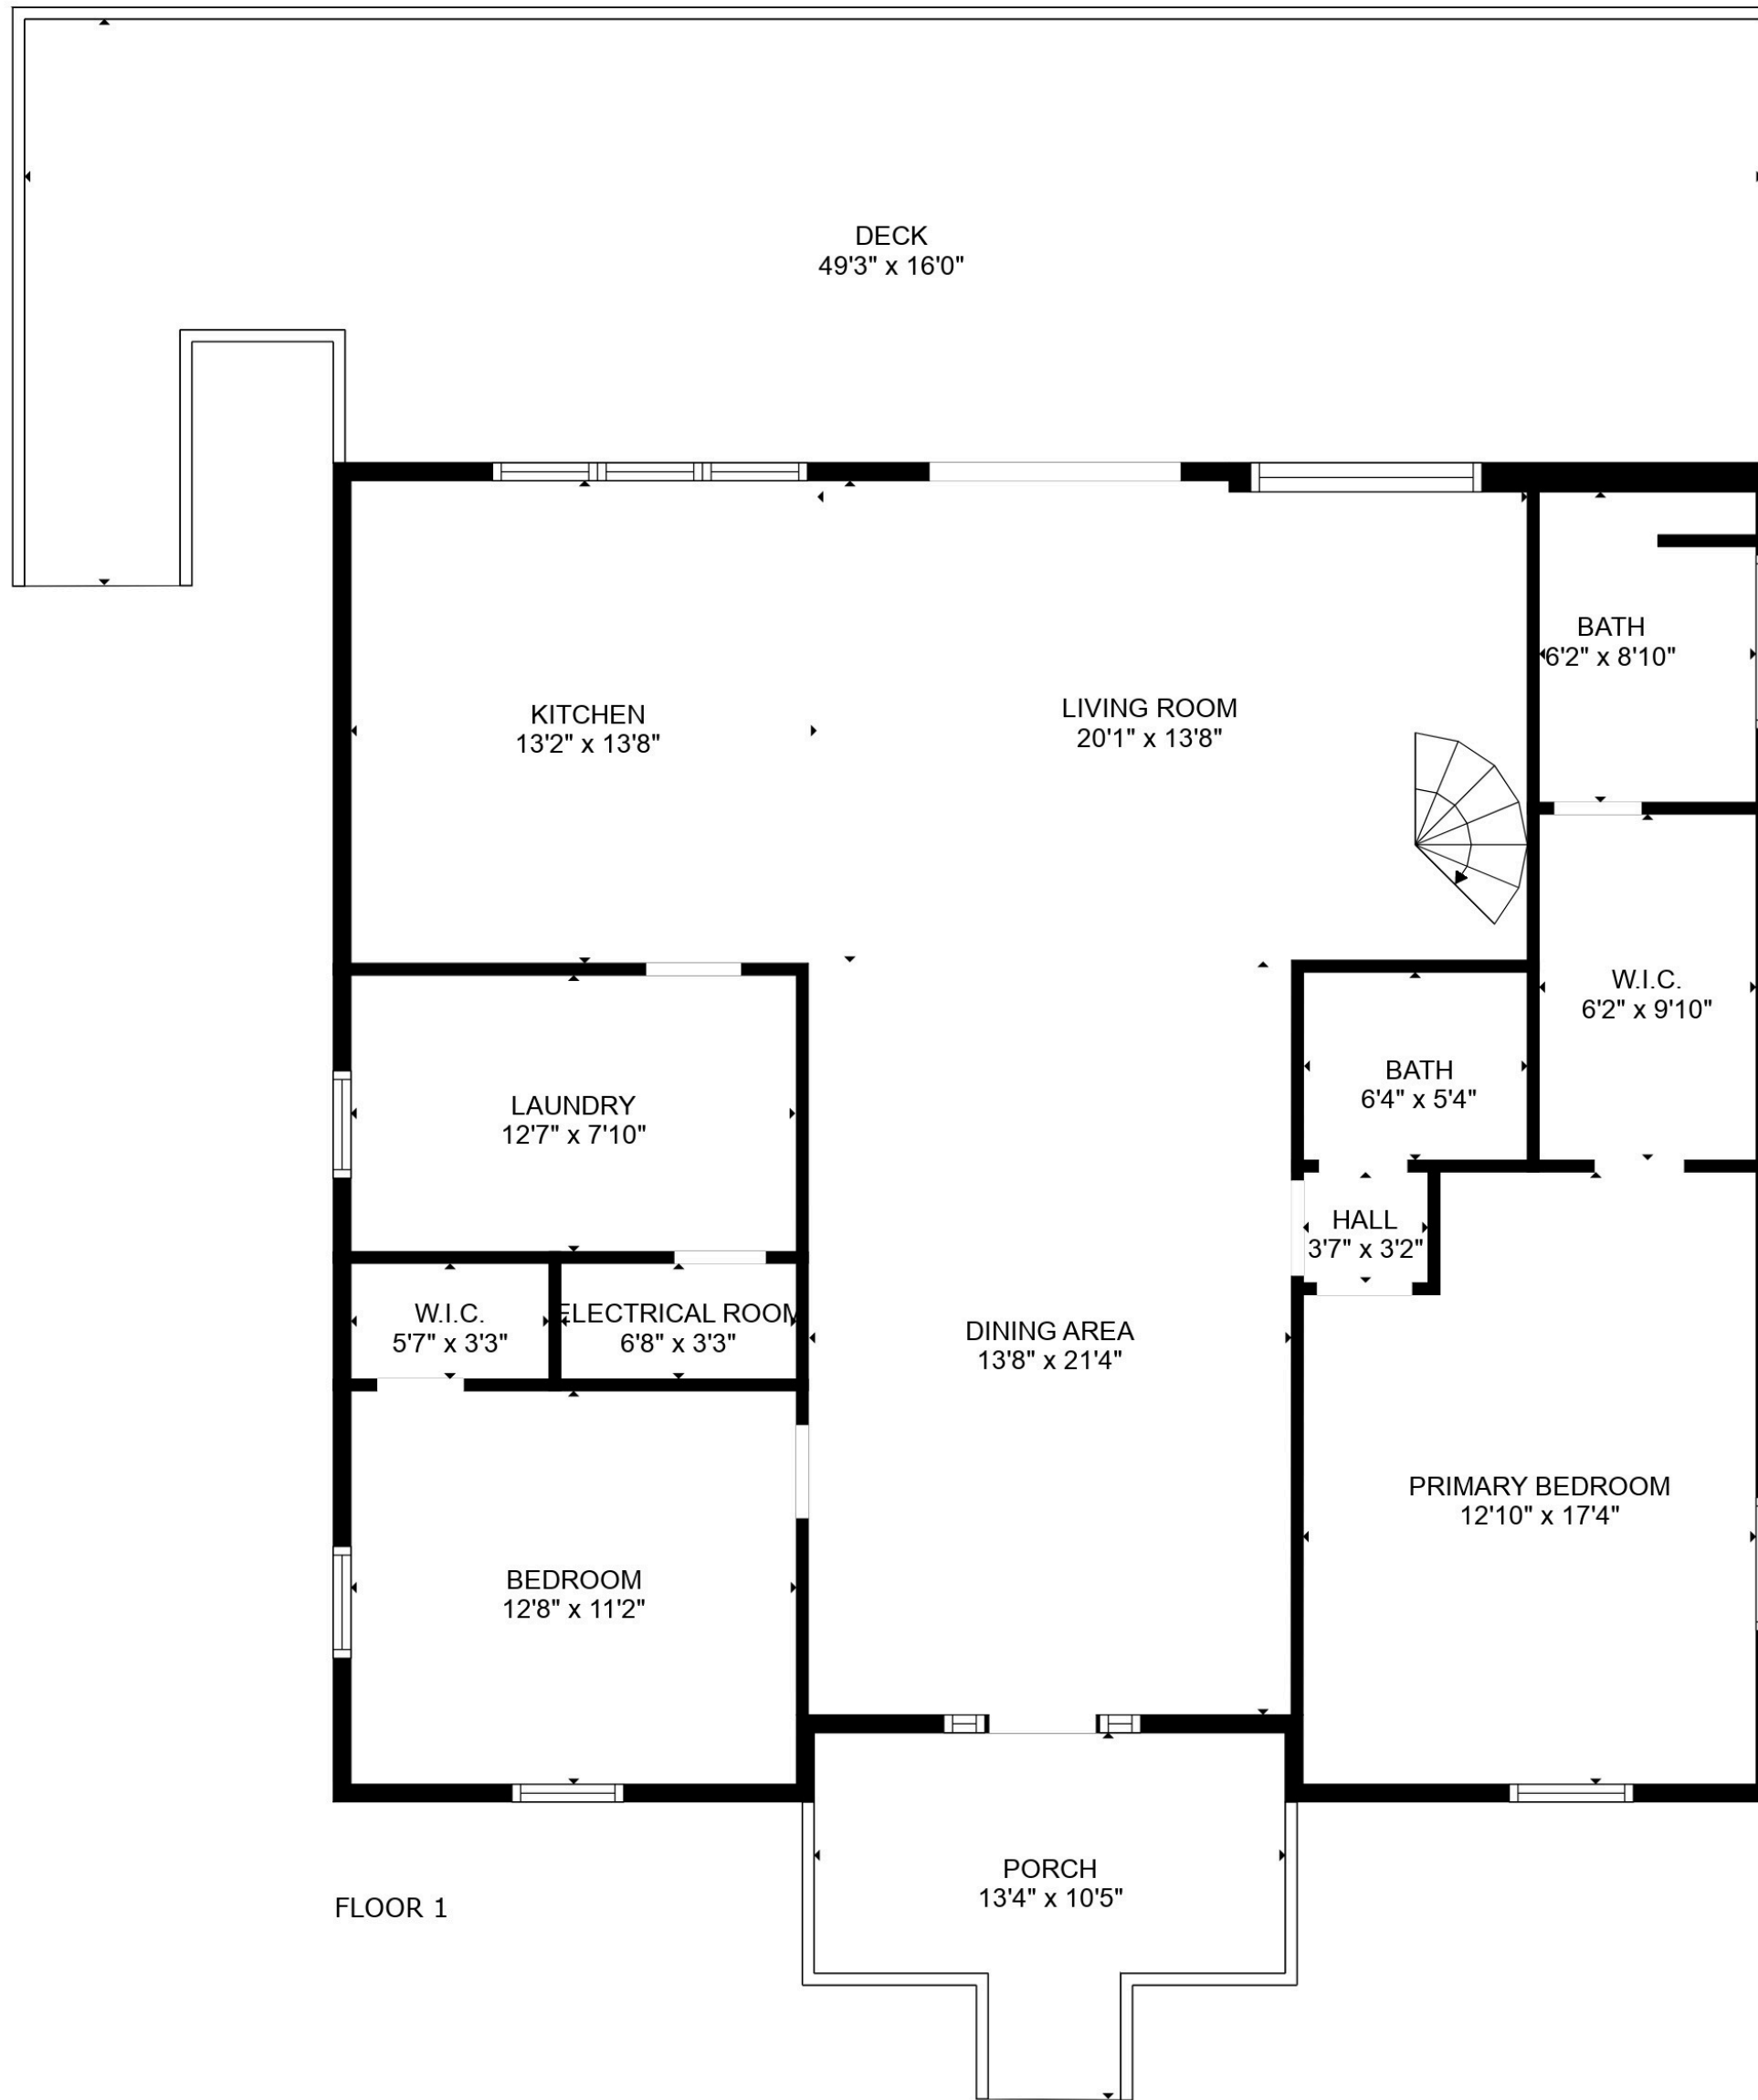 DECK
49'3" x 16'0"
BATH
6'2" x 8'10"
KITCHEN
13'2" x 13'8"
LIVING ROOM
20'1" x 13'8"
W.I.C.
6'2" x 9'10"
BATH
6'4" x 5'4"
LAUNDRY
12'7" x 7'10"
HALL
3'7" x 3'2"
W.I.C.
5'7" x 3'3"
ELECTRICAL ROOM
6'8" x 3'3"
DINING AREA
13'8" x 21'4"
PRIMARY BEDROOM
12'10" x 17'4"
BEDROOM
12'8" x 11'2"
PORCH
13'4" x 10'5"
FLOOR 1